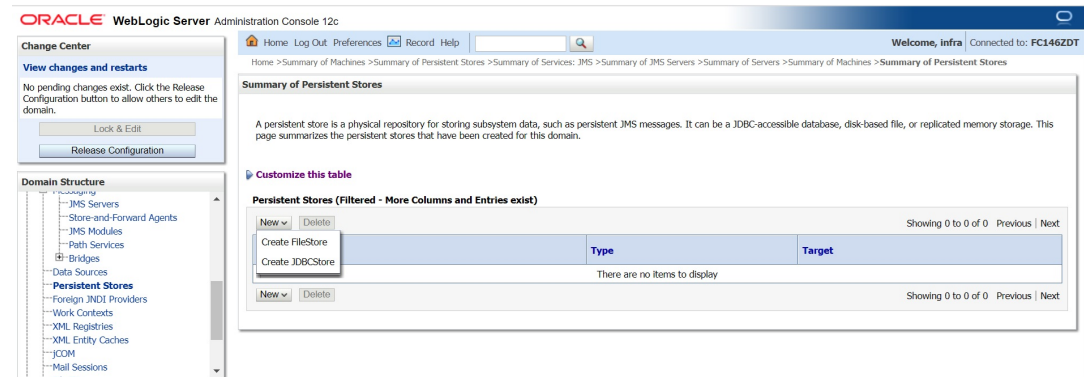 ORACLE WebLogic Server Administration Console 12c
Change Center
View changes and restarts
No pending changes exist. Click the Release
Configuration button to allow others to edit the
domain.
Lock & Edit
Release Configuration
Domain Structure
Messaging
JMS Servers
Store-and-Forward Agents
JMS Modules
Path Services
Bridges
Data Sources
Persistent Stores
Foreign JNDI Providers
Work Contexts
XML Registries
XML Entity Caches
jCOM
Mail Sessions
Home Log Out Preferences Record Help
Welcome, infra Connected to: FC146ZDT
Home >Summary of Machines >Summary of Persistent Stores >Summary of Services: JMS >Summary of JMS Servers >Summary of Servers >Summary of Machines >Summary of Persistent Stores
Summary of Persistent Stores
A persistent store is a physical repository for storing subsystem data, such as persistent JMS messages. It can be a JDBC-accessible database, disk-based file, or replicated memory storage. This
page summarizes the persistent stores that have been created for this domain.
Customize this table
Persistent Stores (Filtered - More Columns and Entries exist)
New Delete Showing 0 to 0 of 0 Previous | Next
Create FileStore
Create JDBCStore
Type Target
There are no items to display
New Delete Showing 0 to 0 of 0 Previous | Next